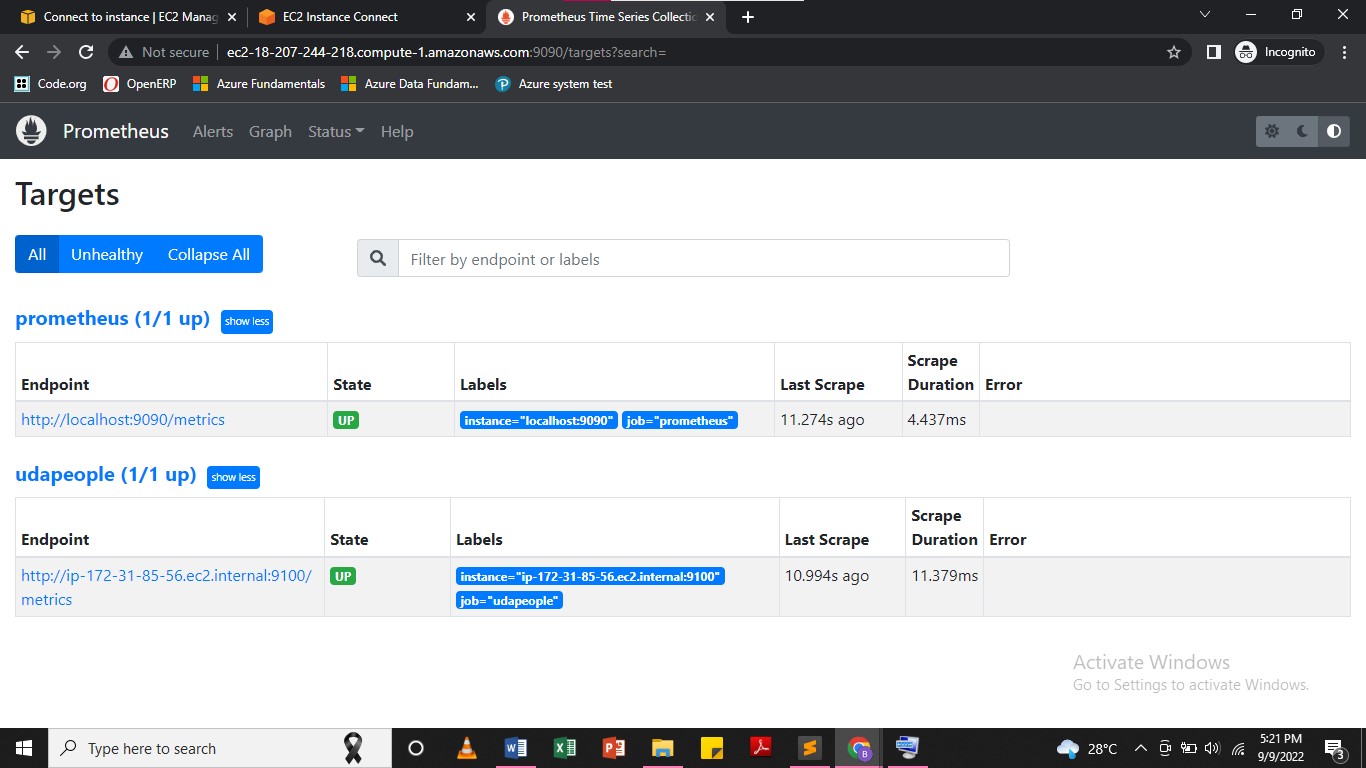 Connect to instance | EC2 Manag
EC2 Instance Connect
Prometheus Time Series Collectio
Not secure
ec2-18-207-244-218.compute-1.amazonaws.com:9090/targets?search=
Incognito
Code.org
OpenERP
Azure Fundamentals
Azure Data Fundam...
Azure system test
Prometheus
Alerts
Graph
Status
Help
Targets
All
Unhealthy
Collapse All
Filter by endpoint or labels
prometheus (1/1 up)
show less
Endpoint
State
Labels
Last Scrape
Scrape
Duration
Error
http://localhost:9090/metrics
UP
instance="localhost:9090"
job="prometheus"
11.274s ago
4.437ms
udapeople (1/1 up)
show less
Endpoint
State
Labels
Last Scrape
Scrape
Duration
Error
http://ip-172-31-85-56.ec2.internal:9100/
metrics
UP
instance="ip-172-31-85-56.ec2.internal:9100"
job="udapeople"
10.994s ago
11.379ms
Activate Windows
Go to Settings to activate Windows.
Type here to search
28°C
5:21 PM
9/9/2022
3